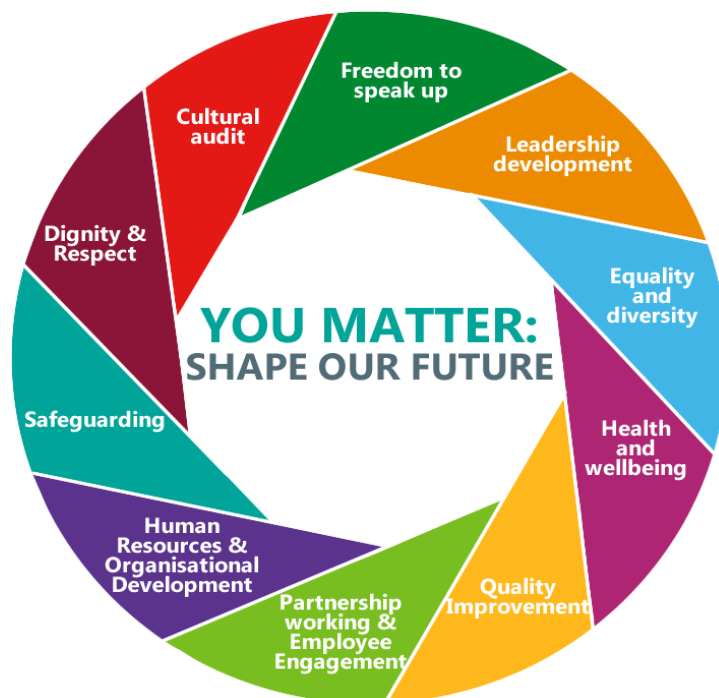 Freedom to
speak up
Leadership
development
Equality
and
diversity
Health
and
wellbeing
Quality
Improvement
Partnership
working &
Employee
Engagement
Human
Resources &
Organisational
Development
Safeguarding
Dignity &
Respect
Cultural
audit
YOU MATTER:
SHAPE OUR FUTURE